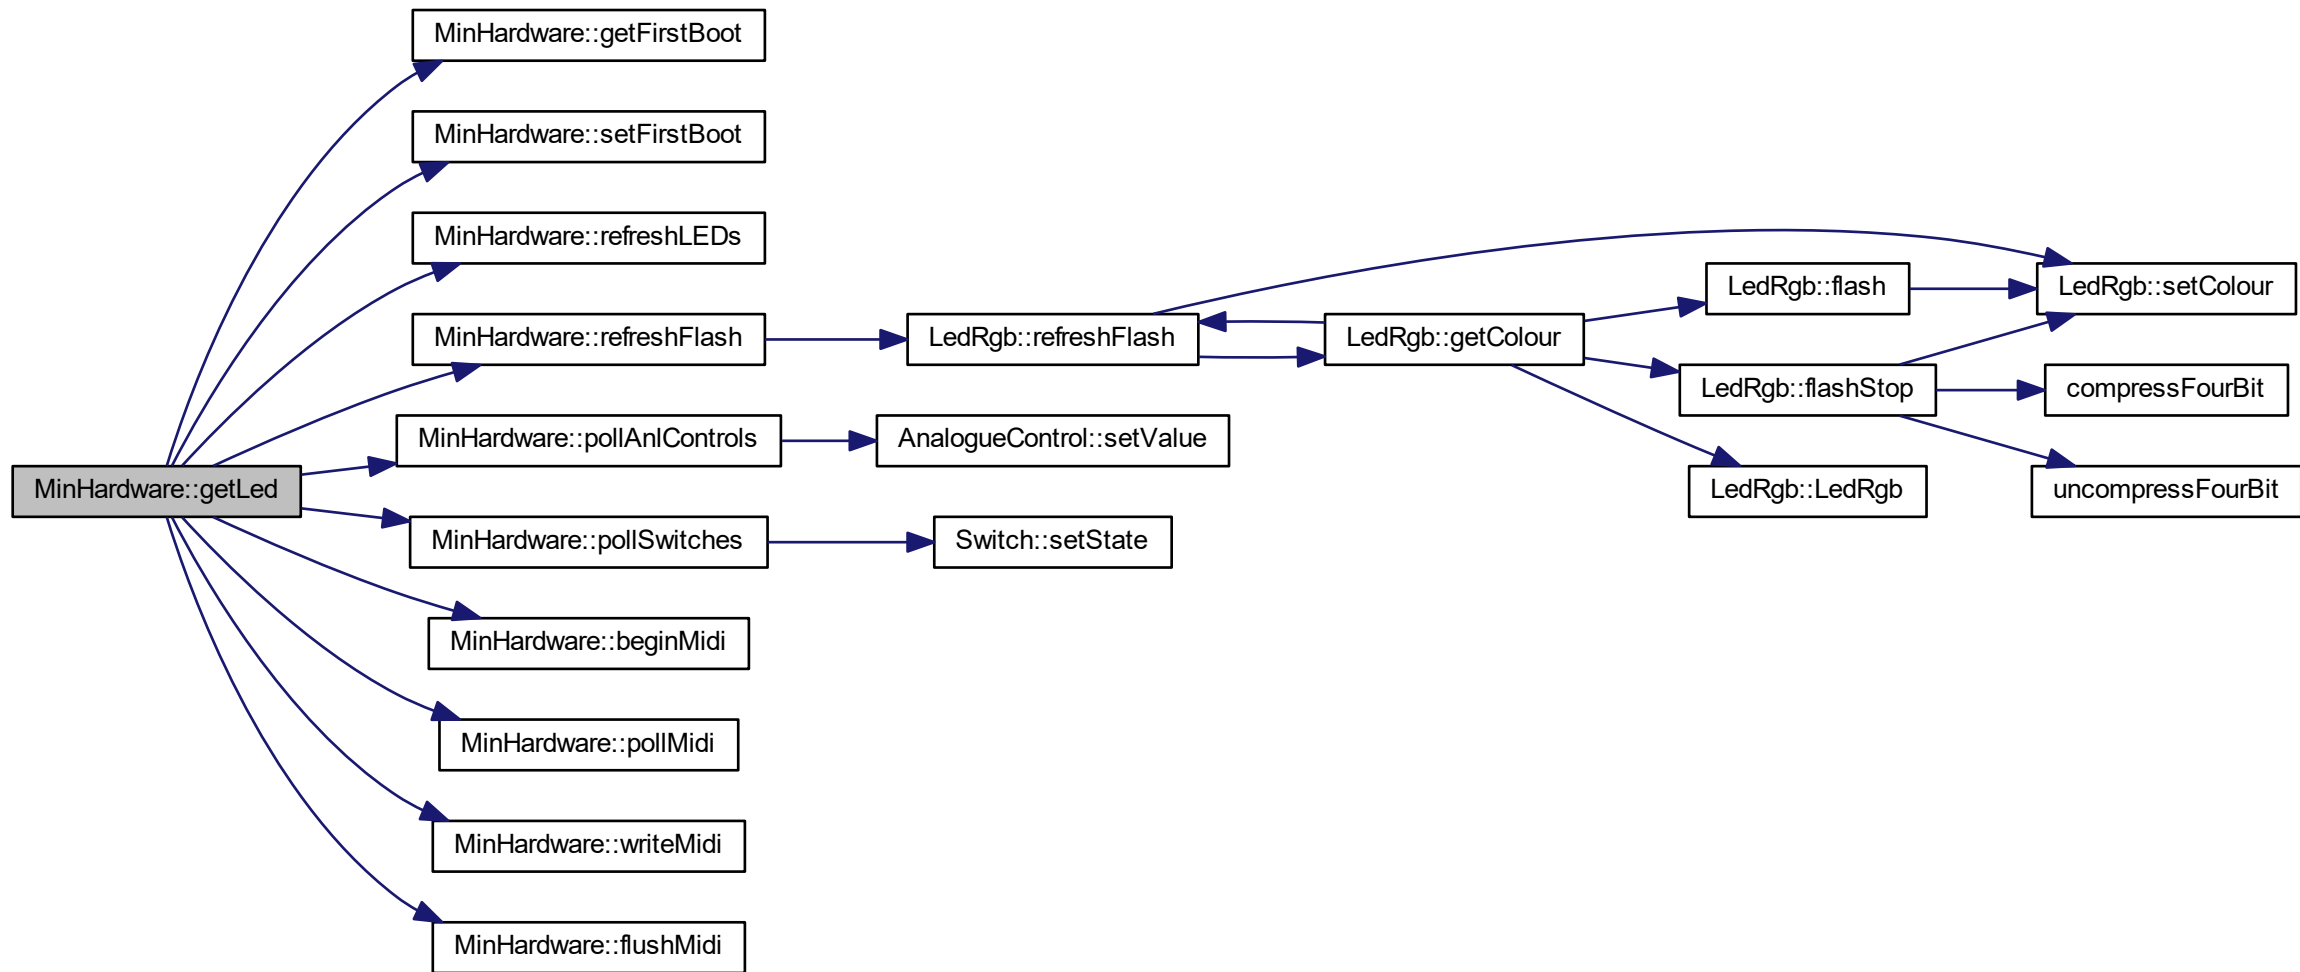 MinHardware::getLed
MinHardware::getFirstBoot
MinHardware::setFirstBoot
MinHardware::refreshLEDs
MinHardware::refreshFlash
MinHardware::pollAnlControls
MinHardware::pollSwitches
MinHardware::beginMidi
MinHardware::pollMidi
MinHardware::writeMidi
MinHardware::flushMidi
LedRgb::refreshFlash
AnalogueControl::setValue
Switch::setState
LedRgb::getColour
LedRgb::flash
LedRgb::flashStop
LedRgb::LedRgb
LedRgb::setColour
compressFourBit
uncompressFourBit